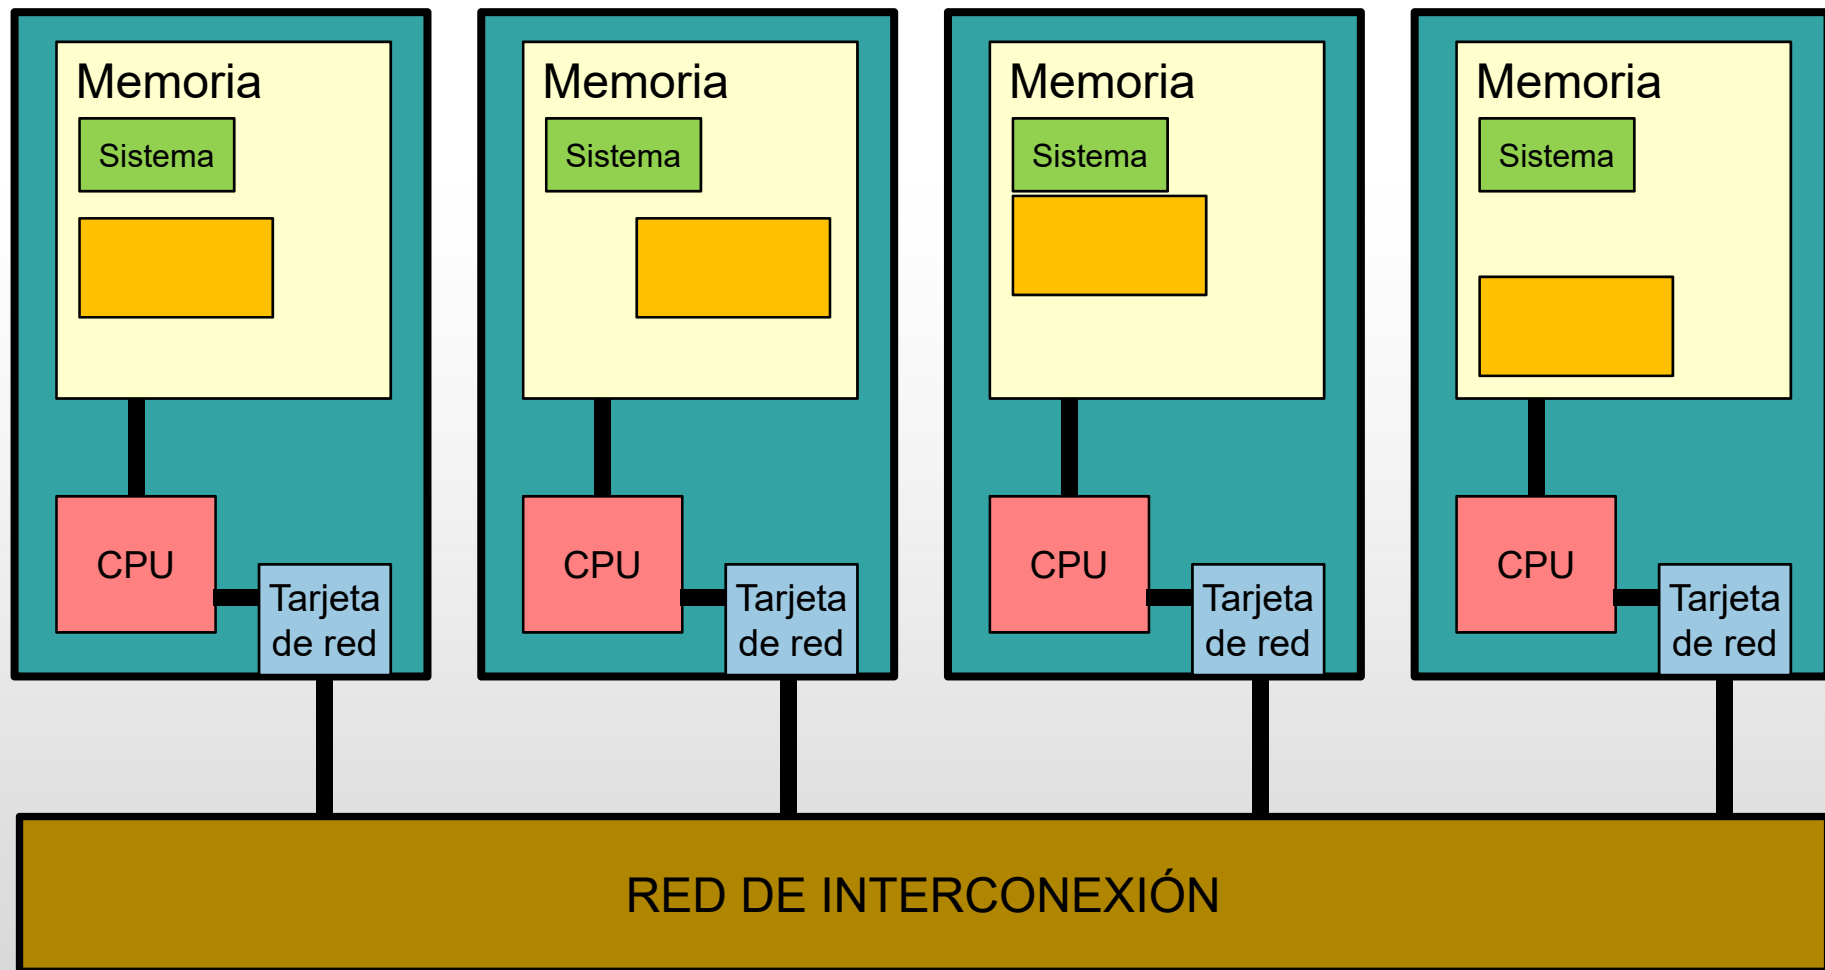 Memoria
Sistema
CPU
Tarjeta
de red
Memoria
Sistema
CPU
Tarjeta
de red
Memoria
Sistema
CPU
Tarjeta
de red
Memoria
Sistema
CPU
Tarjeta
de red
RED DE INTERCONEXIÓN